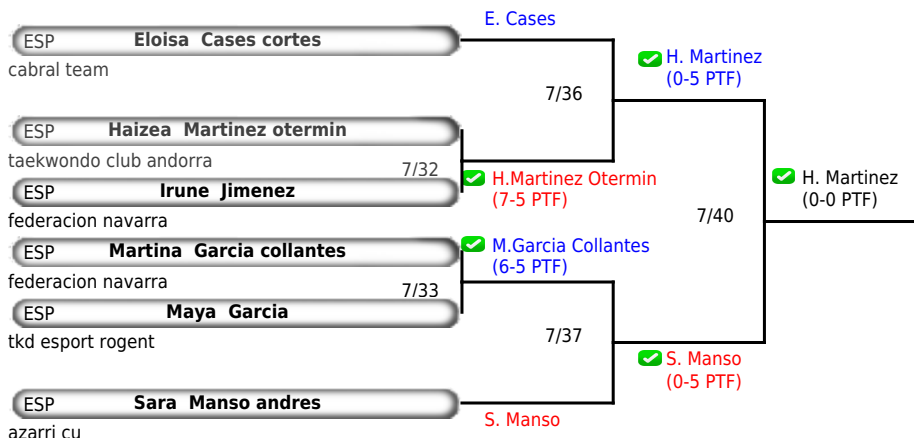 E. Cases
ESP Eloisa Cases cortes
cabral team
H. Martinez
(0-5 PTF)
7/36
ESP Haizea Martinez otermin
taekwondo club andorra
7/32
H.Martinez Otermin
(7-5 PTF)
ESP Irune Jimenez
federacion navarra
H. Martinez
(0-0 PTF)
7/40
ESP Martina Garcia collantes
federacion navarra
M.Garcia Collantes
(6-5 PTF)
7/33
ESP Maya Garcia
tkd esport rogent
7/37
S. Manso
(0-5 PTF)
ESP Sara Manso andres
azarri cu
S. Manso